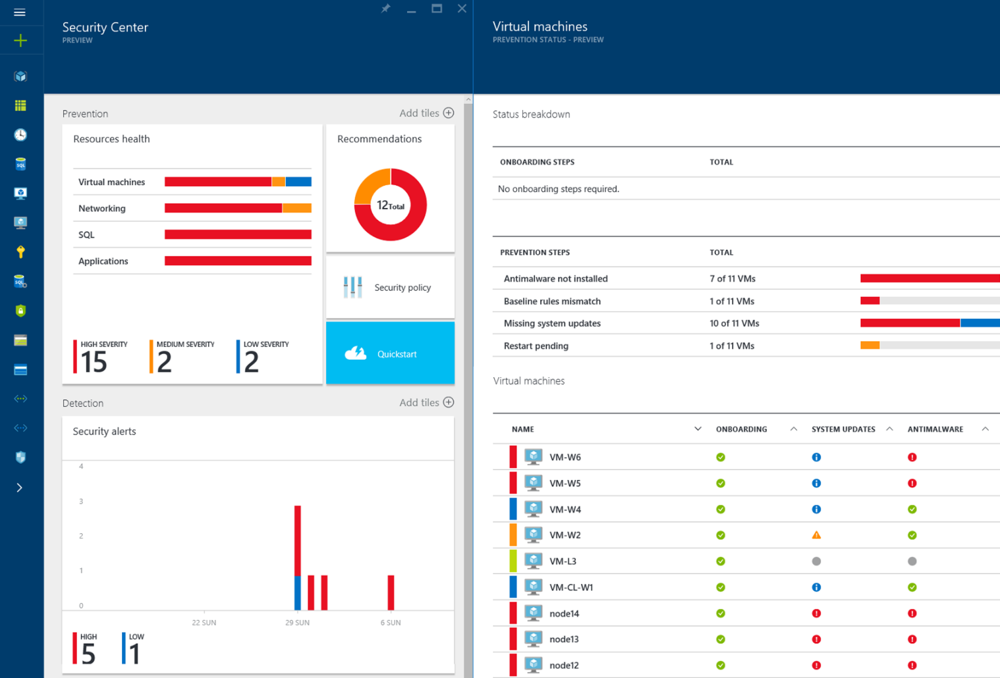 Security Center
PREVIEW
Prevention
Add tiles
Resources health
Virtual machines
Networking
SQL
Applications
HIGH SEVERITY
15
MEDIUM SEVERITY
2
LOW SEVERITY
2
Recommendations
12 Total
Security policy
Quickstart
Detection
Add tiles
Security alerts
4
3
2
1
0
22 SUN
29 SUN
6 SUN
HIGH
5
LOW
1
SQL
SQL
Virtual machines
PREVENTION STATUS - PREVIEW
Status breakdown
ONBOARDING STEPS TOTAL
No onboarding steps required.
PREVENTION STEPS TOTAL
Antimalware not installed 7 of 11 VMs
Baseline rules mismatch 1 of 11 VMs
Missing system updates 10 of 11 VMs
Restart pending 1 of 11 VMs
Virtual machines
NAME ONBOARDING SYSTEM UPDATES ANTIMALWARE
VM-W6
VM-W5
VM-W4
VM-W2
VM-L3
VM-CL-W1
node14
node13
node12